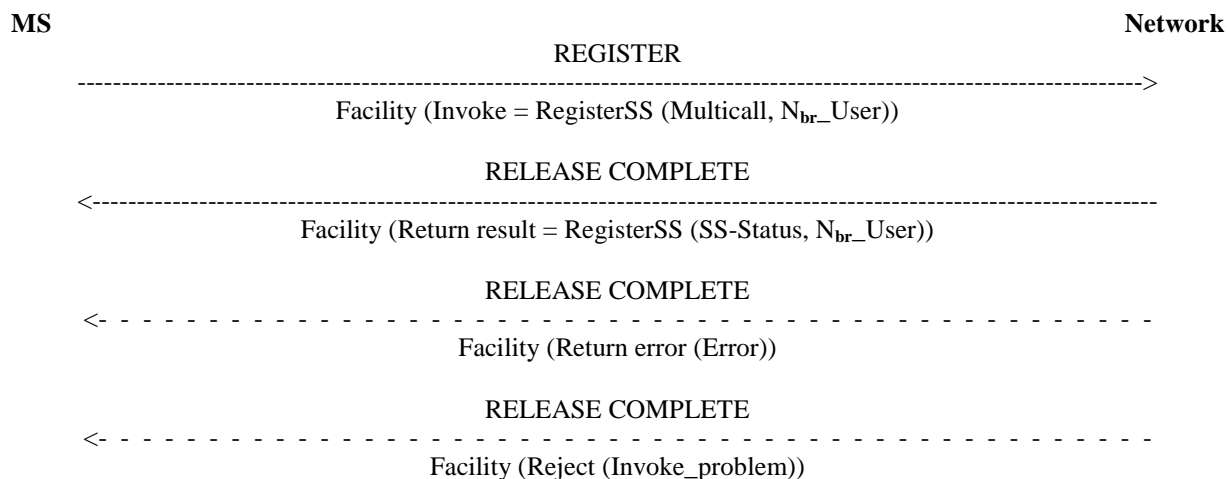 MS Network
REGISTER
Facility (Invoke = RegisterSS (Multicall, Nbr_User))
RELEASE COMPLETE
Facility (Return result = RegisterSS (SS-Status, Nbr_User))
RELEASE COMPLETE
Facility (Return error (Error))
RELEASE COMPLETE
Facility (Reject (Invoke_problem))